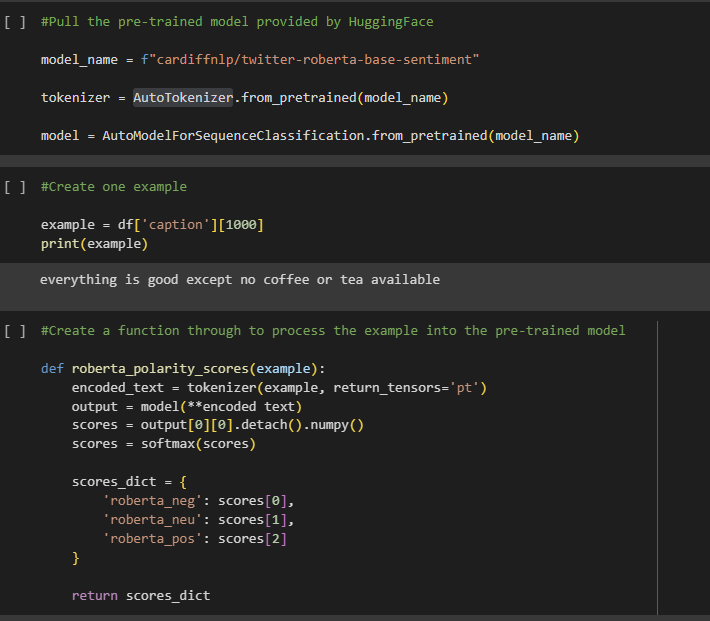 [ ] #Pull the pre-trained model provided by HuggingFace
model_name = f"cardiffnlp/twitter-roberta-base-sentiment"
tokenizer = AutoTokenizer.from_pretrained(model_name)
model = AutoModelForSequenceClassification.from_pretrained(model_name)
[ ] #Create one example
example = df['caption'][1000]
print(example)
everything is good except no coffee or tea available
[ ] #Create a function through to process the example into the pre-trained model
def roberta_polarity_scores(example):
    encoded_text = tokenizer(example, return_tensors='pt')
    output = model(**encoded text)
    scores = output[0][0].detach().numpy()
    scores = softmax(scores)
    scores_dict = {
        'roberta_neg': scores[0],
        'roberta_neu': scores[1],
        'roberta_pos': scores[2]
    }
    return scores_dict